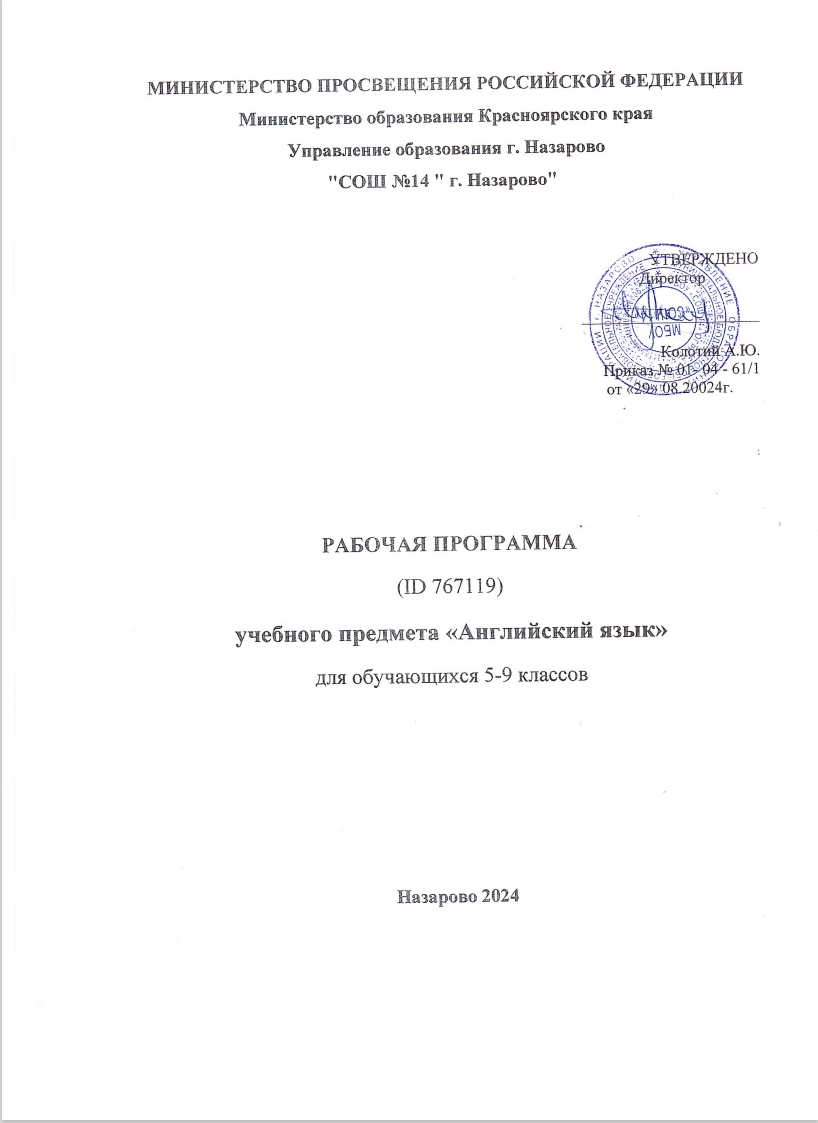 МИНИСТЕРСТВО ПРОСВЕЩЕНИЯ РОССИЙСКОЙ ФЕДЕРАЦИИ
Министерство образования Красноярского края
Управление образования г. Назарово
"СОШ №14 " г. Назарово"
УТВЕРЖДЕНО
Директор
МБОУ
Колотий А.Ю.
Приказ № 01- 04 - 61/1
от «29» 08.20024г.
РАБОЧАЯ ПРОГРАММА
(ID 767119)
учебного предмета «Английский язык»
для обучающихся 5-9 классов
Назарово 2024